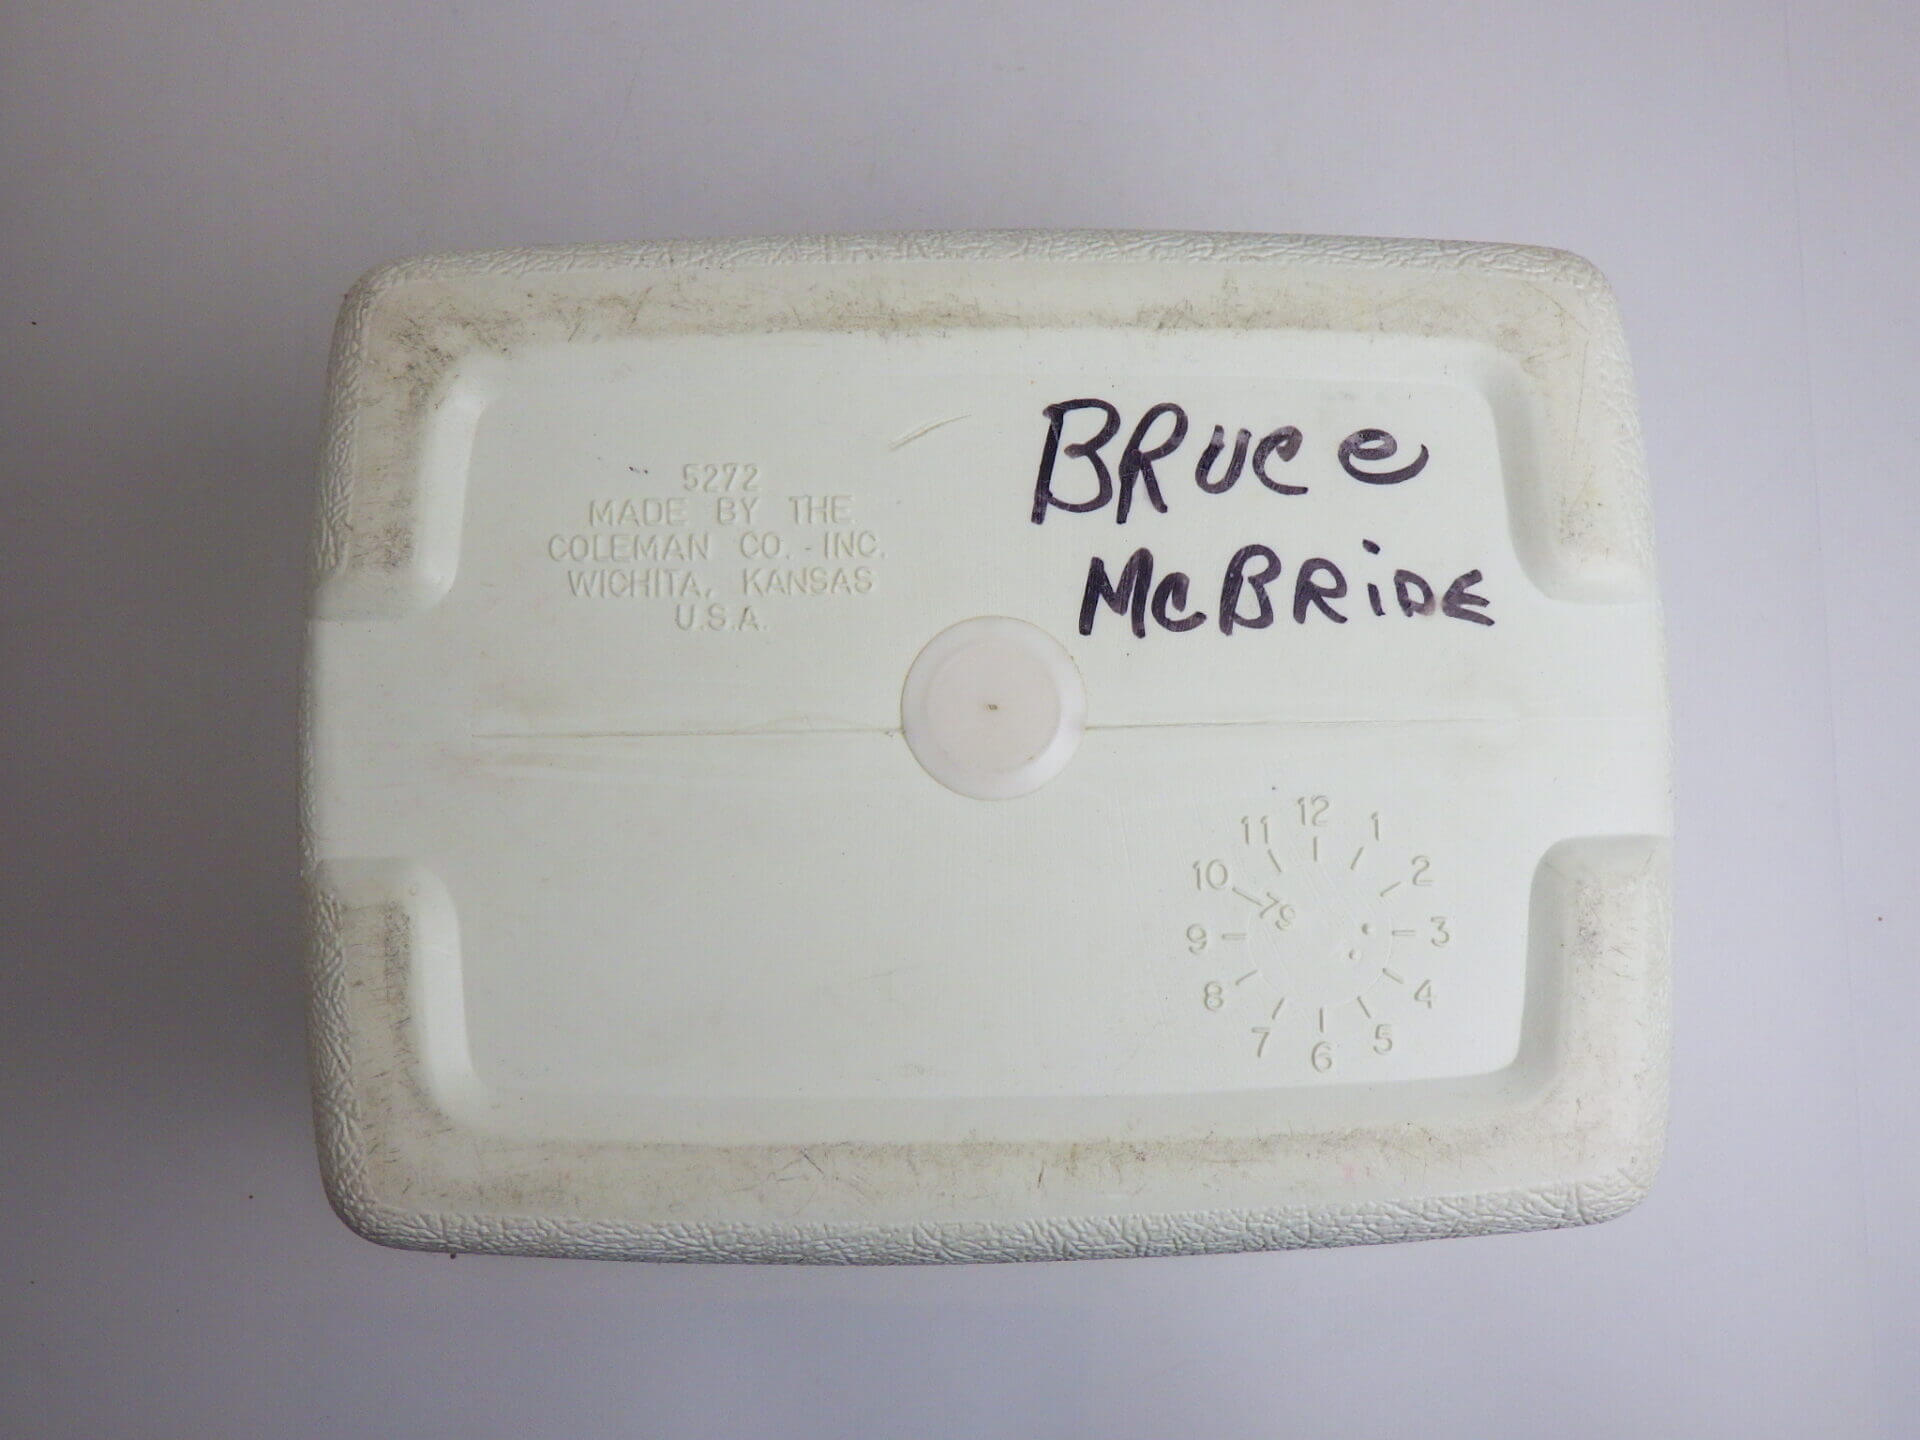 5272
MADE BY THE
COLEMAN CO. - INC.
WICHITA, KANSAS
U.S.A.
BRUCe
McBRiDE
12
1
2
3
4
5
6
7
8
9
10
11
79